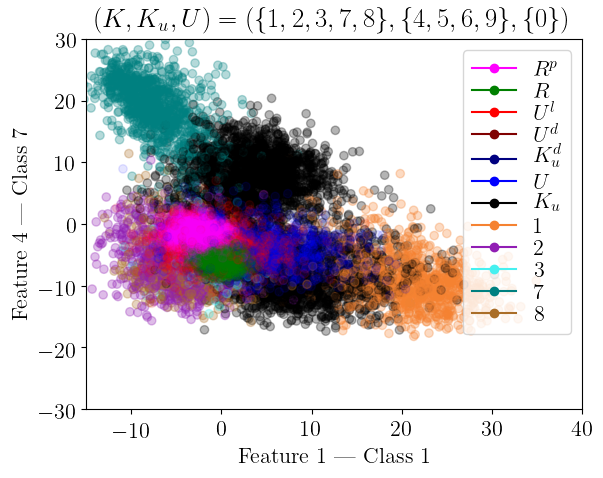 (K, K_u, U) = ({1, 2, 3, 7, 8}, {4, 5, 6, 9}, {0})
Feature 4 — Class 7
30
20
10
0
−10
−20
−30
−10
0
10
20
30
40
Feature 1 — Class 1
R^p
R
U^l
U^d
K_u^d
U
K_u
1
2
3
7
8